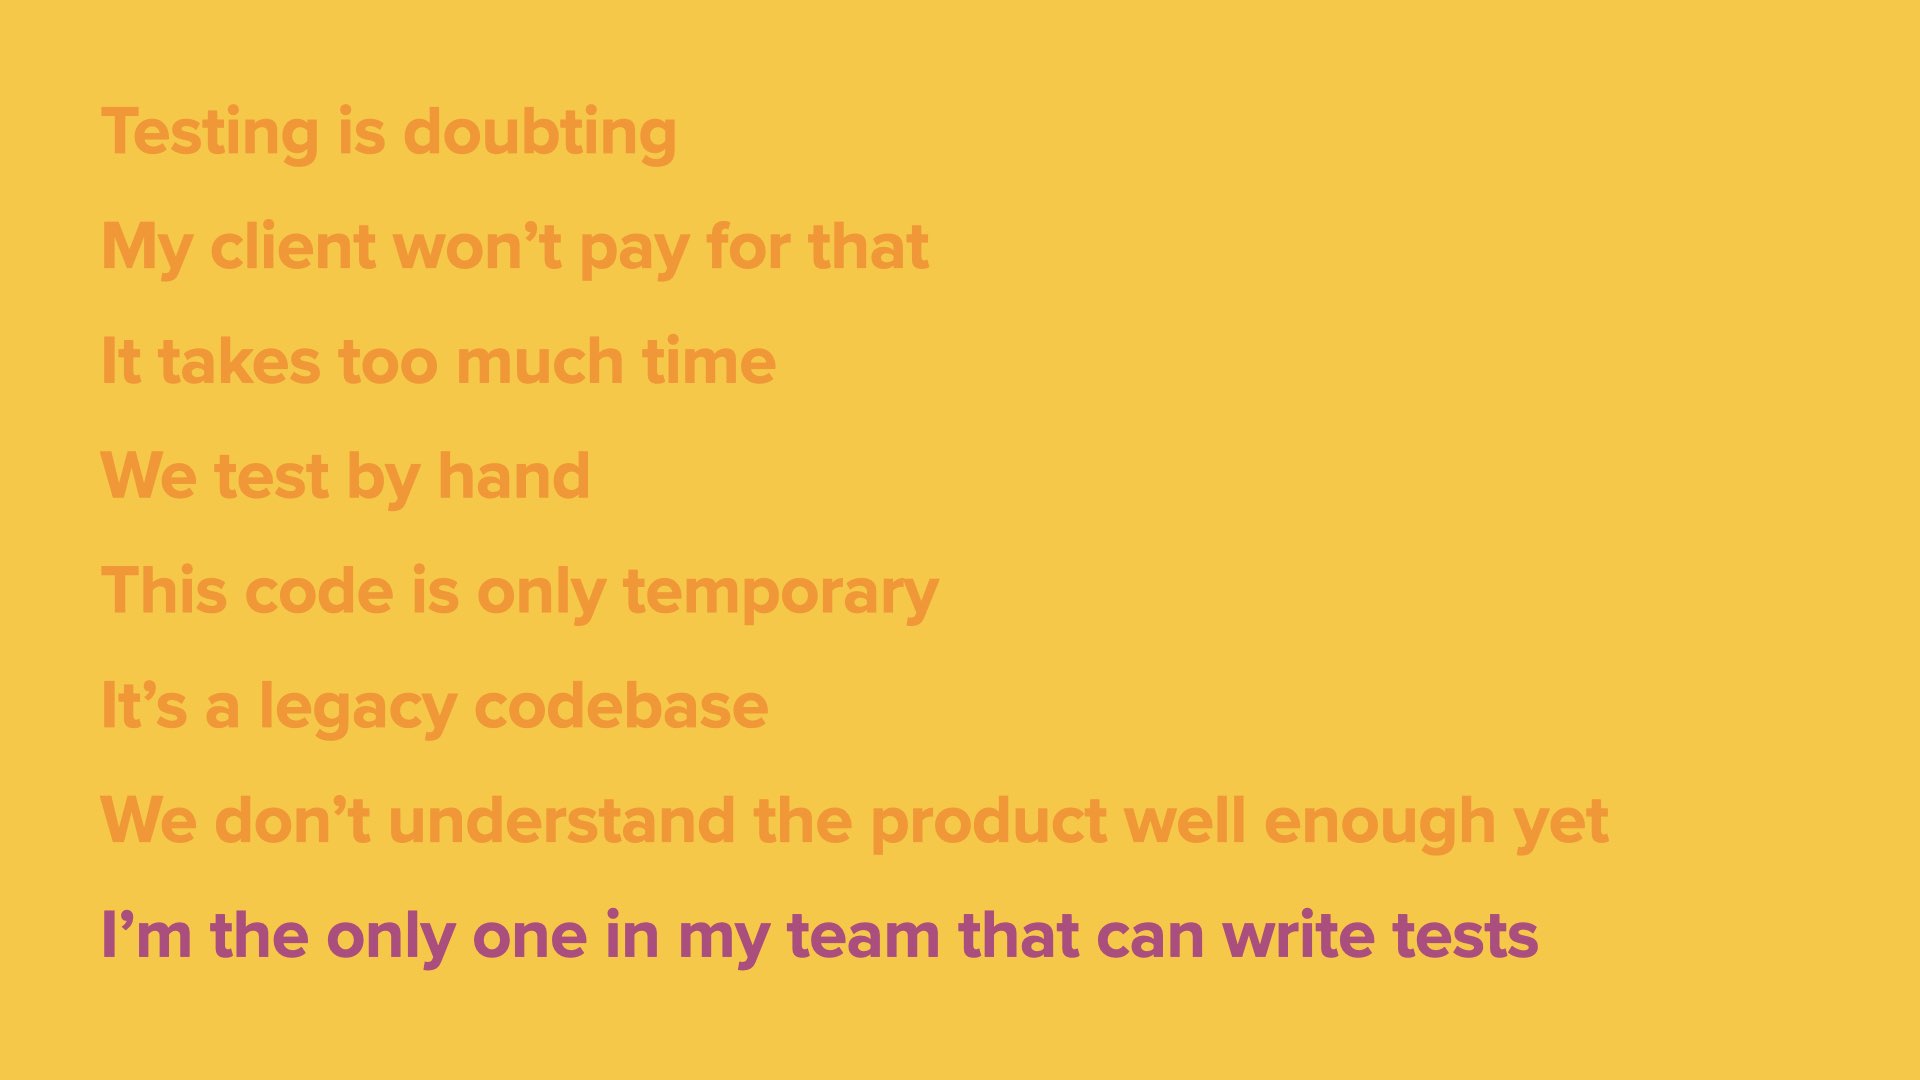 Testing is doubting
My client won’t pay for that
It takes too much time
We test by hand
This code is only temporary
It’s a legacy codebase
We don’t understand the product well enough yet
I’m the only one in my team that can write tests